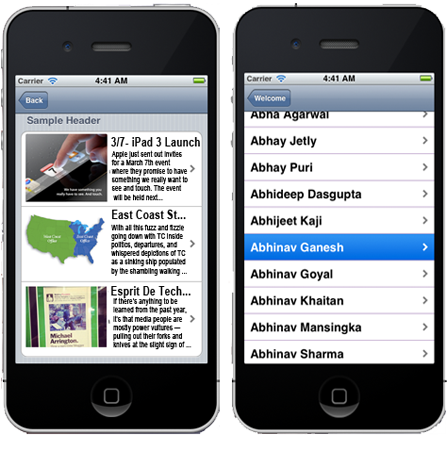 Carrier 4:41 AM
Back
Sample Header
3/7- iPad 3 Launch
Apple just sent out invites
for a March 7th event
where they promise to have
something we really want to
see and touch. The event
will be held next...
We have something
you really have to see. And touch.
East Coast St...
With all this fuzz and fizzle
going down with TC inside
politics, departures, and
whispered depictions of TC
as a sinking ship populated
by the shambling walking ...
West Coast
Office
East Coast
Office
Esprit De Tech...
If there's anything to be
learned from the past year,
it's that media people are
mostly power vultures —
pulling out their forks and
knives at the slight sign of ...
Michael
Arrington.
Carrier 4:41 AM
Welcome
Abha Agarwal
Abhay Jetly
Abhay Puri
Abhideep Dasgupta
Abhijeet Kaji
Abhinav Ganesh
Abhinav Goyal
Abhinav Khaitan
Abhinav Mansingka
Abhinav Sharma